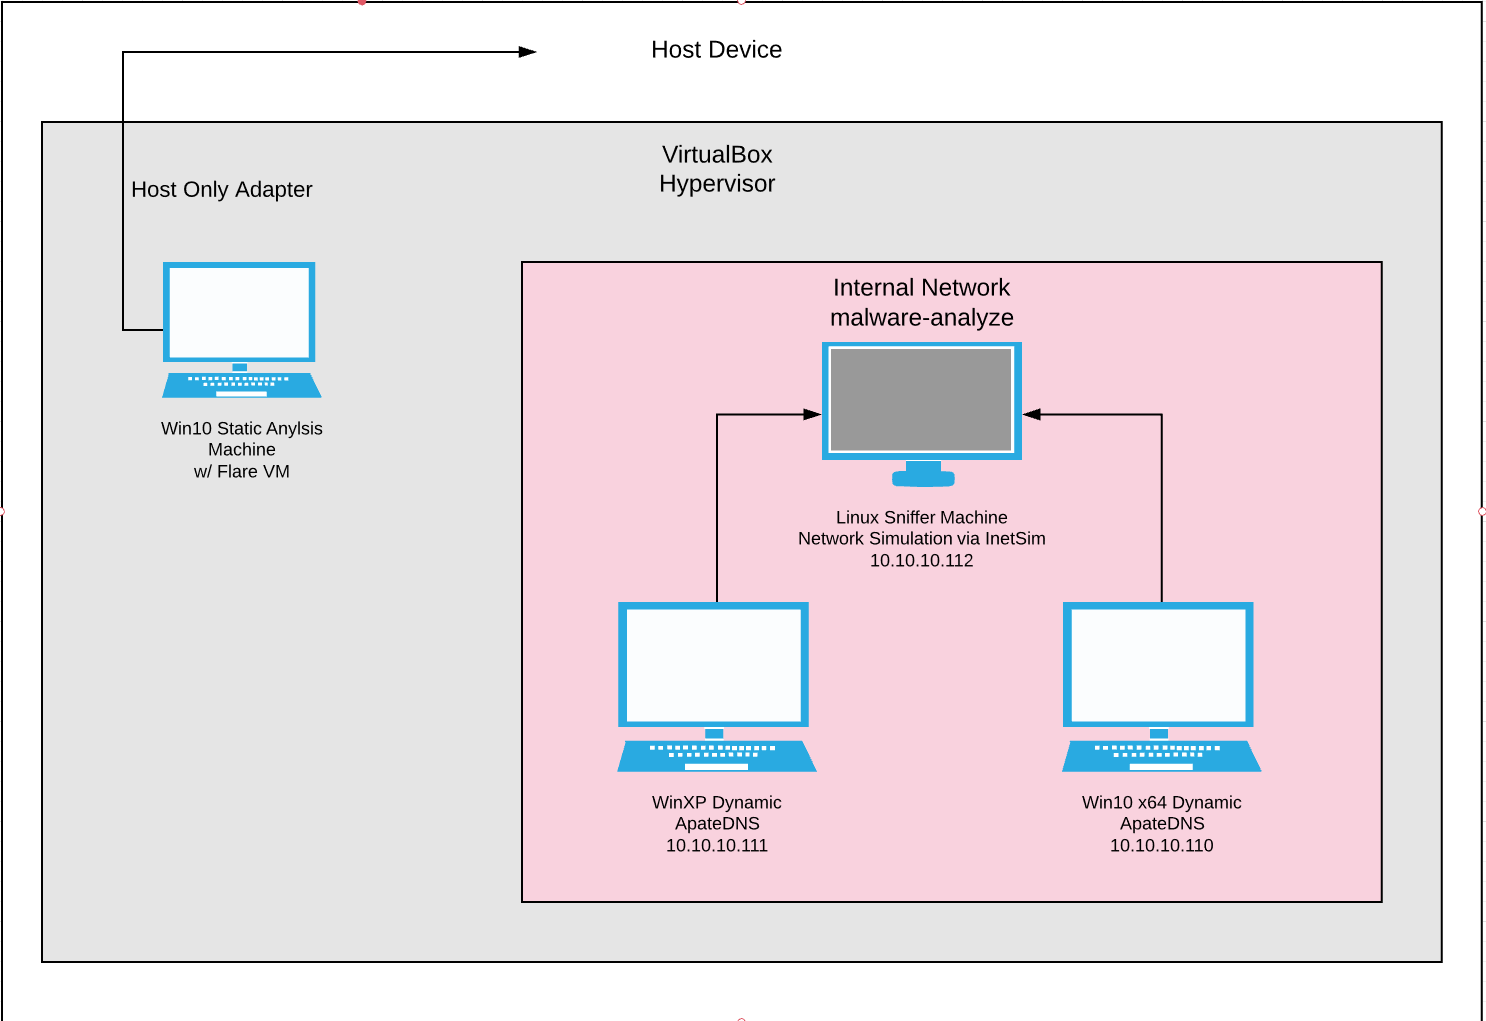 Host Device
VirtualBox
Hypervisor
Host Only Adapter
Internal Network
malware-analyze
Win10 Static Anylsis
Machine
w/ Flare VM
Linux Sniffer Machine
Network Simulation via InetSim
10.10.10.112
WinXP Dynamic
ApateDNS
10.10.10.111
Win10 x64 Dynamic
ApateDNS
10.10.10.110